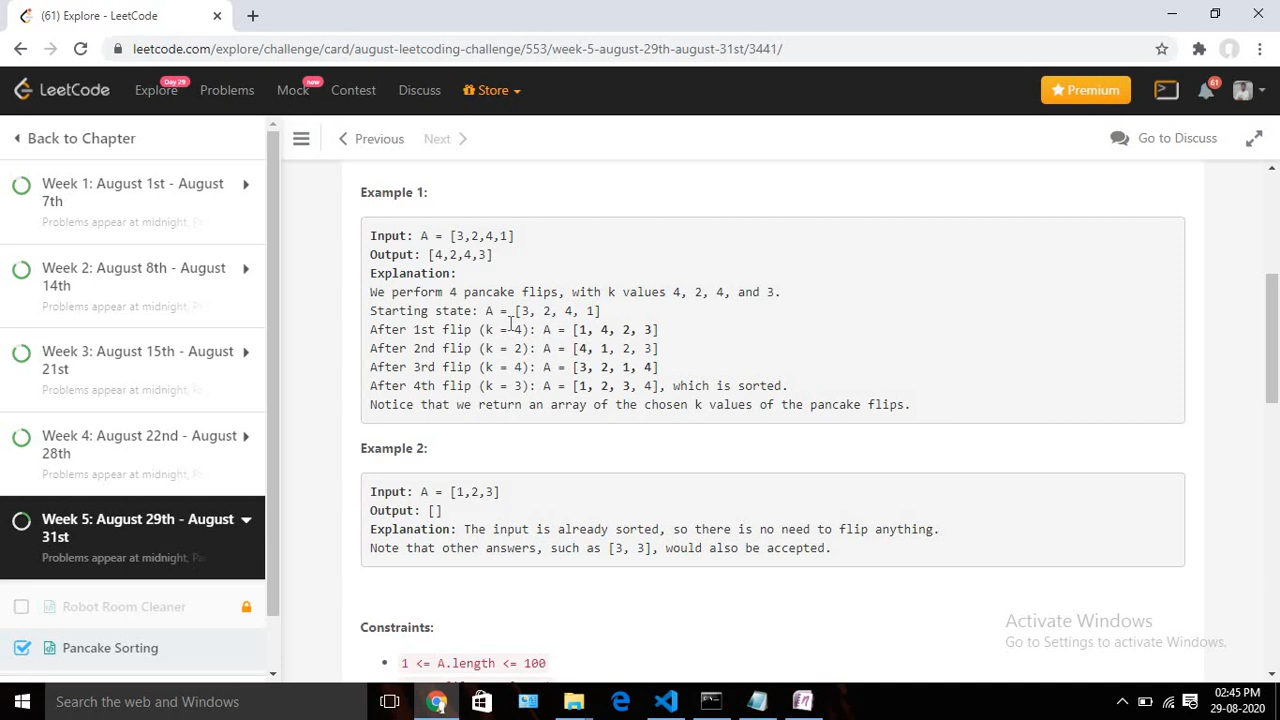 (61) Explore - LeetCode
leetcode.com/explore/challenge/card/august-leetcoding-challenge/553/week-5-august-29th-august-31st/3441/
LeetCode
Explore
Day 29
Problems
Mock
new
Contest
Discuss
Store
Premium
61
Back to Chapter
Previous
Next
Go to Discuss
Week 1: August 1st - August
7th
Problems appear at midnight,
Week 2: August 8th - August
14th
Problems appear at midnight,
Week 3: August 15th - August
21st
Problems appear at midnight,
Week 4: August 22nd - August
28th
Problems appear at midnight,
Week 5: August 29th - August
31st
Problems appear at midnight,
Robot Room Cleaner
Pancake Sorting
Example 1:
Input: A = [3,2,4,1]
Output: [4,2,4,3]
Explanation:
We perform 4 pancake flips, with k values 4, 2, 4, and 3.
Starting state: A = [3, 2, 4, 1]
After 1st flip (k = 4): A = [1, 4, 2, 3]
After 2nd flip (k = 2): A = [4, 1, 2, 3]
After 3rd flip (k = 4): A = [3, 2, 1, 4]
After 4th flip (k = 3): A = [1, 2, 3, 4], which is sorted.
Notice that we return an array of the chosen k values of the pancake flips.
Example 2:
Input: A = [1,2,3]
Output: []
Explanation: The input is already sorted, so there is no need to flip anything.
Note that other answers, such as [3, 3], would also be accepted.
Constraints:
1 <= A.length <= 100
Activate Windows
Go to Settings to activate Windows.
Search the web and Windows
02:45 PM
29-08-2020